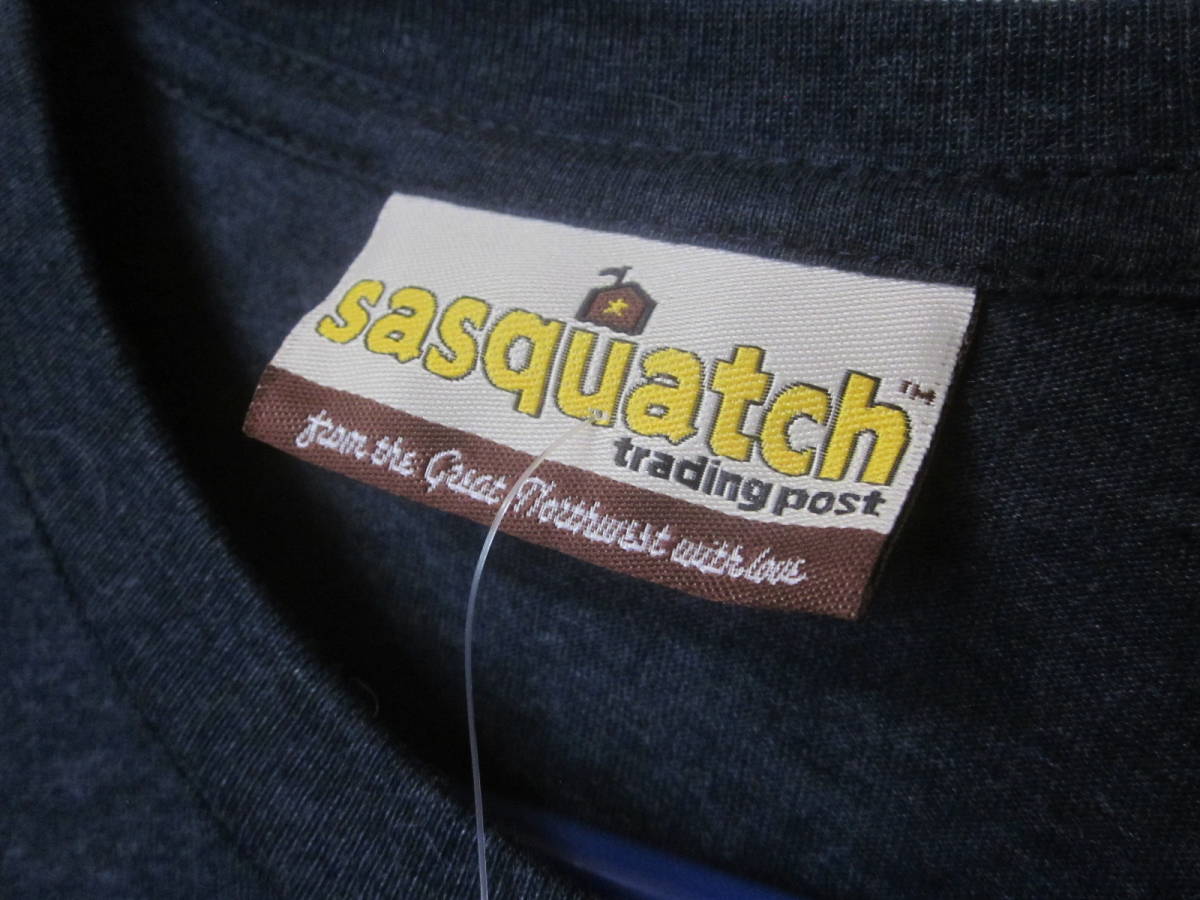 sasquatch™
trading post
from the Great Northwest with love